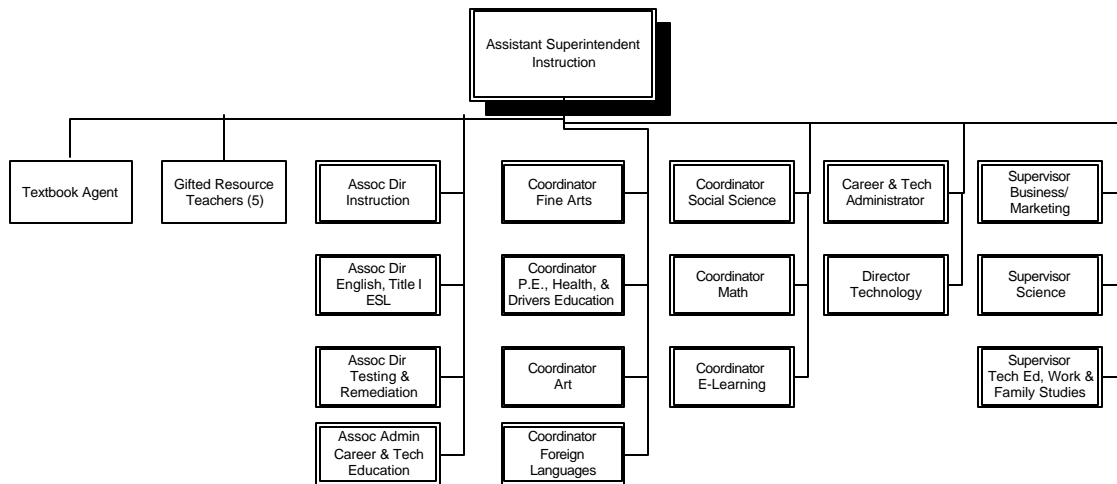 Assistant Superintendent
Instruction
Textbook Agent
Gifted Resource
Teachers (5)
Assoc Dir
Instruction
Coordinator
Fine Arts
Coordinator
Social Science
Career & Tech
Administrator
Supervisor
Business/
Marketing
Assoc Dir
English, Title I
ESL
Coordinator
P.E., Health, &
Drivers Education
Coordinator
Math
Director
Technology
Supervisor
Science
Assoc Dir
Testing &
Remediation
Coordinator
Art
Coordinator
E-Learning
Supervisor
Tech Ed, Work &
Family Studies
Assoc Admin
Career & Tech
Education
Coordinator
Foreign
Languages